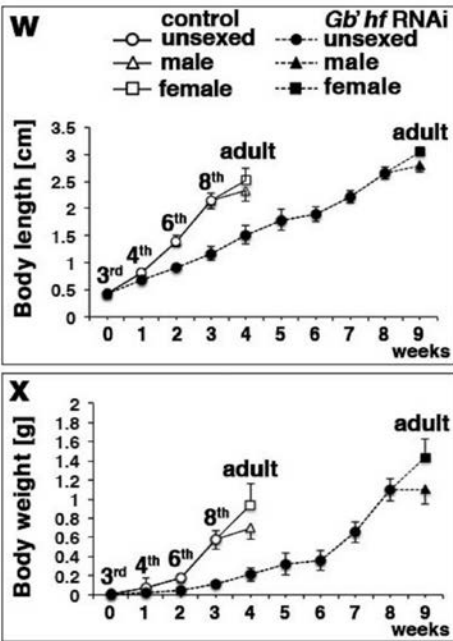 W
control
Gb'hf RNAi
unsexed
unsexed
male
male
female
female
3.5
3
2.5
2
1.5
1
0.5
0
Body length [cm]
3rd
4th
6th
8th
adult
adult
0 1 2 3 4 5 6 7 8 9
weeks
X
2
1.8
1.6
1.4
1.2
1
0.8
0.6
0.4
0.2
0
Body weight [g]
3rd
4th
6th
8th
adult
adult
0 1 2 3 4 5 6 7 8 9
weeks